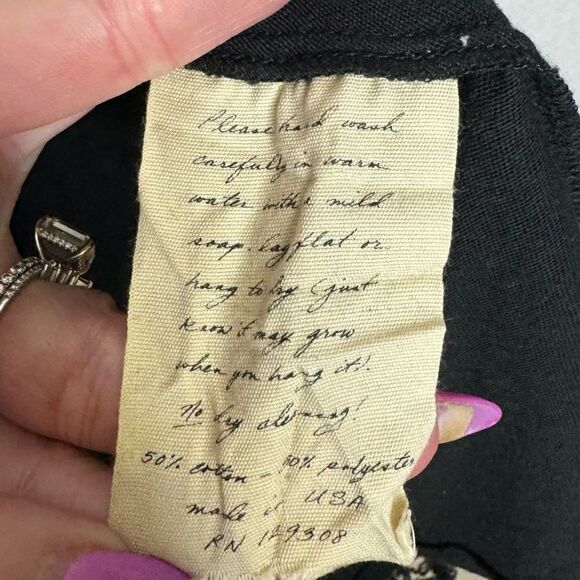 Please hand wash
carefully in warm
water with a mild
soap. lay flat or
hang to dry (just
know it may grow
when you hang it)!
No dry cleaning!
50% cotton - 50% polyester
made i USA
RN 129308